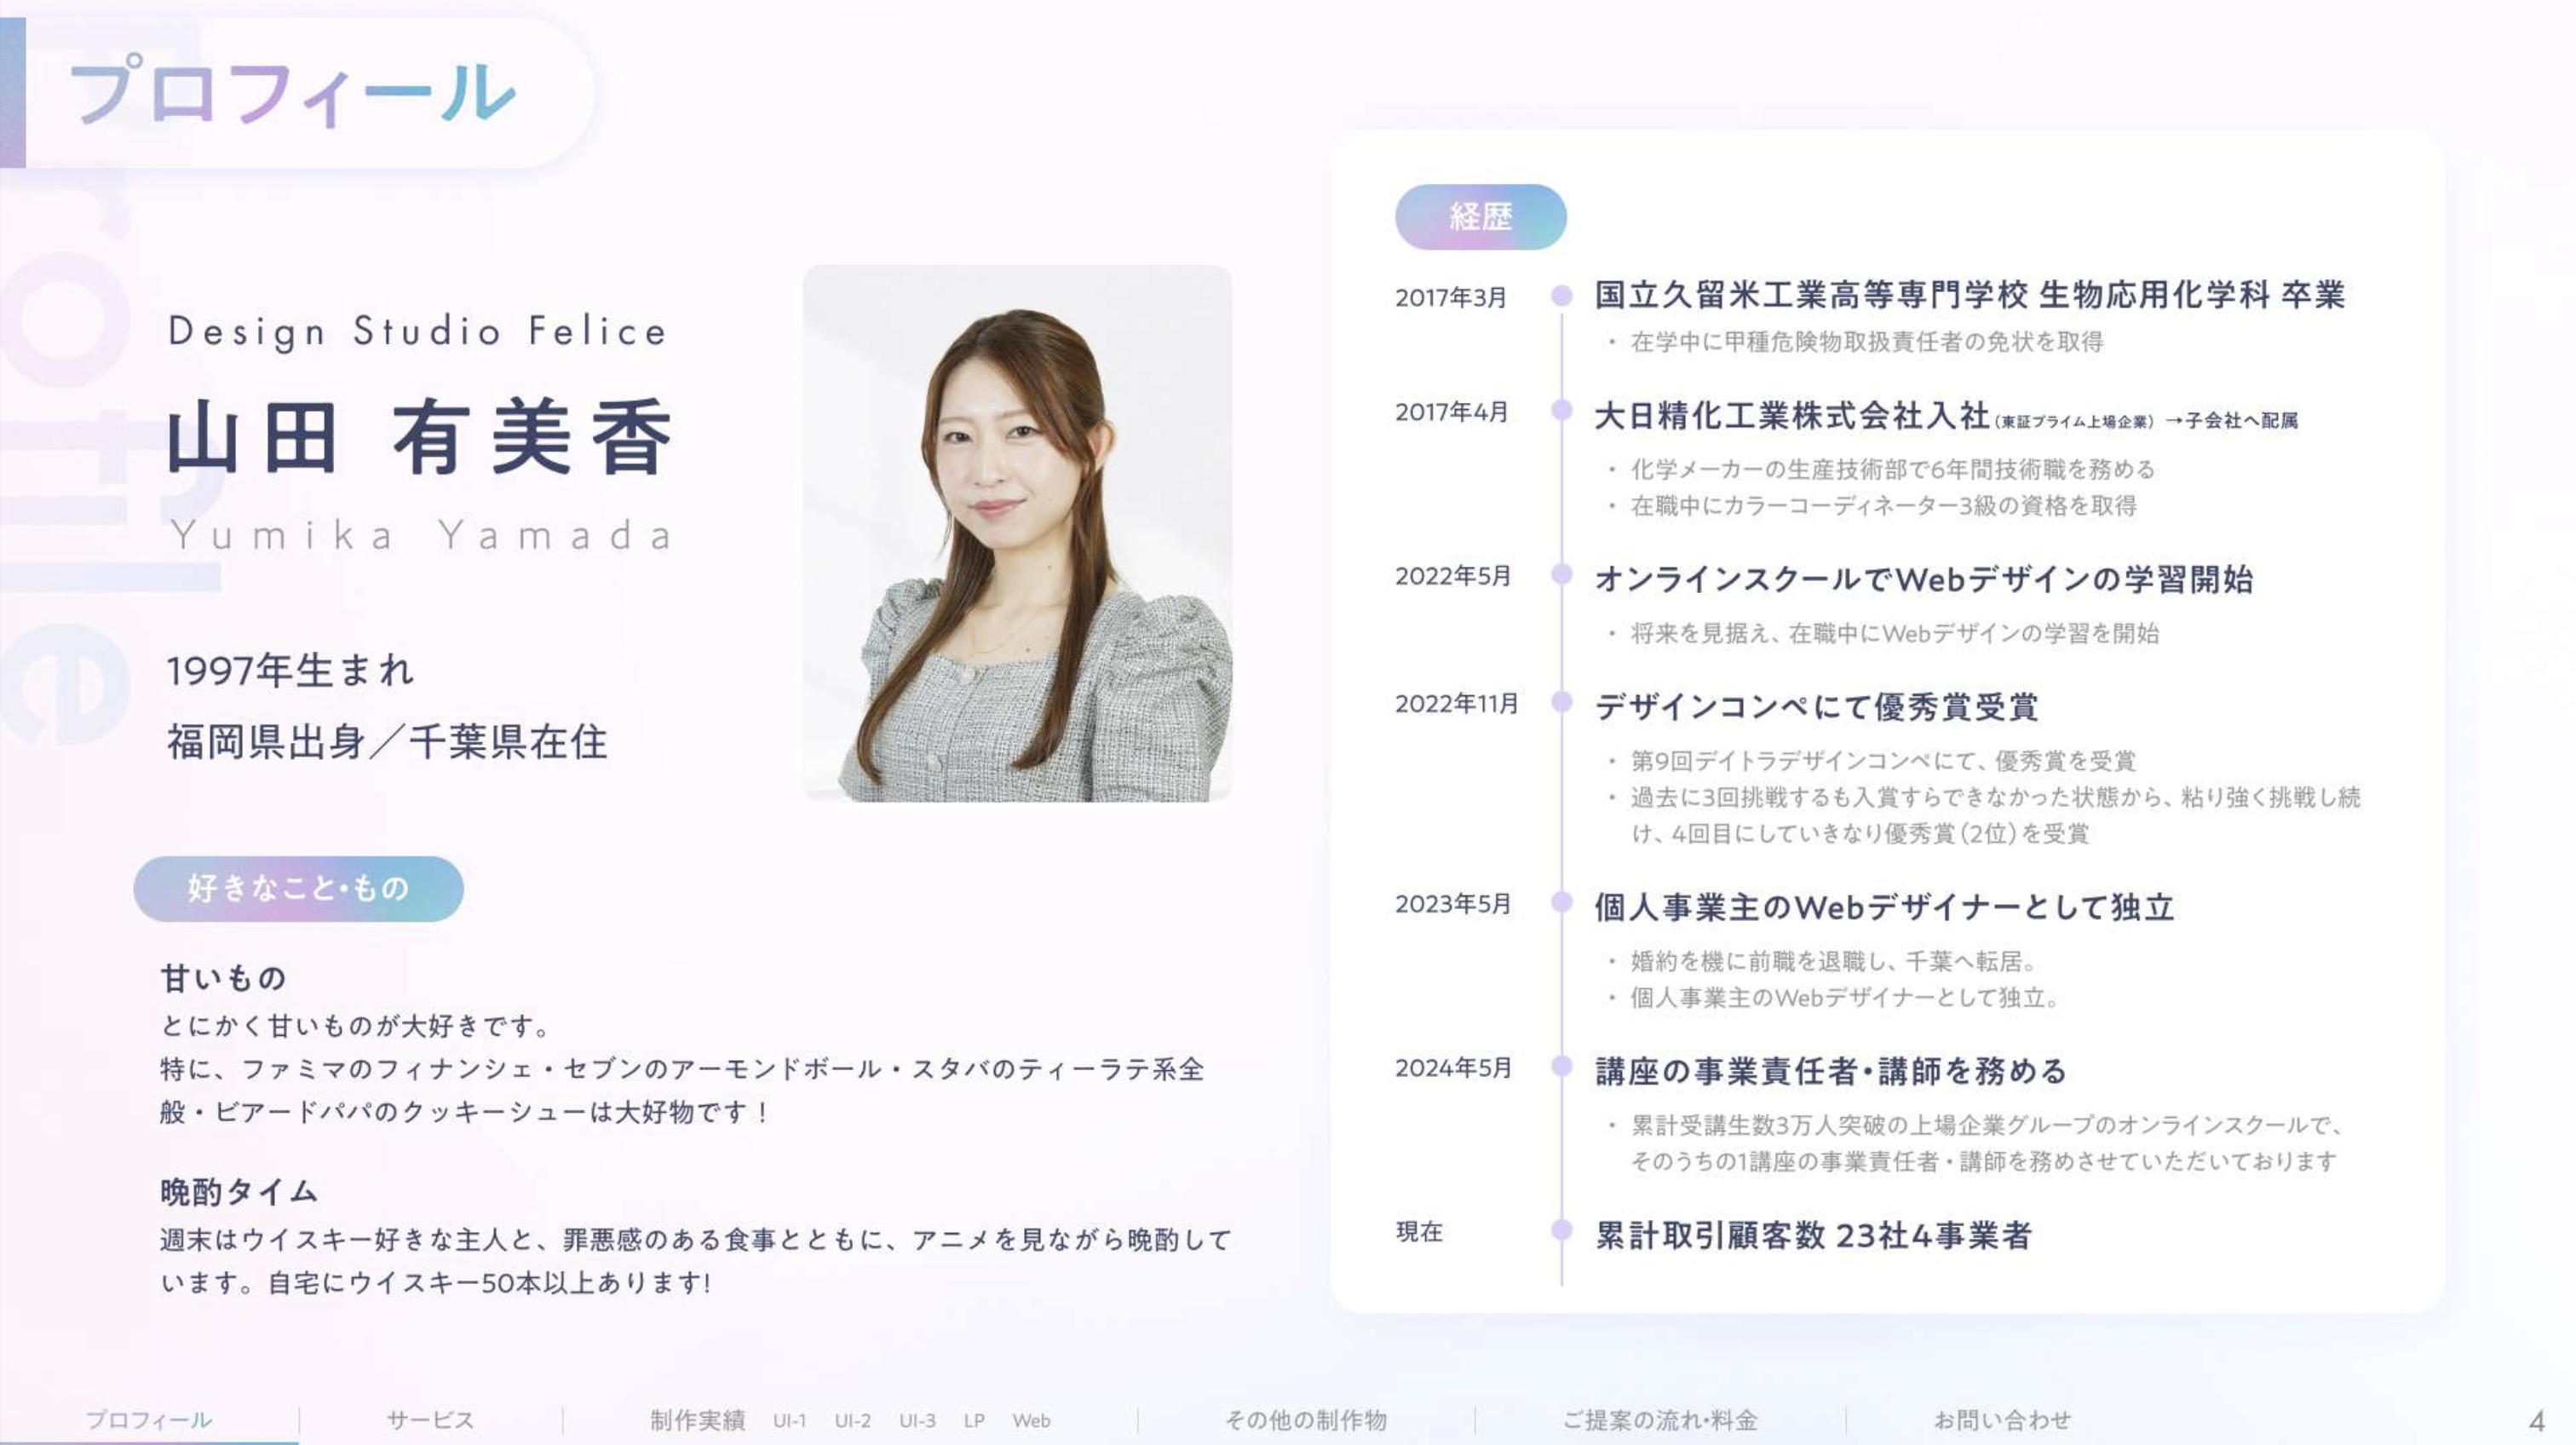 プロフィール
Profile
Design Studio Felice
山田 有美香
Yumika Yamada
1997年生まれ
福岡県出身／千葉県在住
好きなこと・もの
甘いもの
とにかく甘いものが大好きです。
特に、ファミマのフィナンシェ・セブンのアーモンドボール・スタバのティーラテ系全
般・ビアードパパのクッキーシューは大好物です！
晩酌タイム
週末はウイスキー好きな主人と、罪悪感のある食事とともに、アニメを見ながら晩酌して
います。自宅にウイスキー50本以上あります!
経歴
2017年3月
国立久留米工業高等専門学校 生物応用化学科 卒業
・ 在学中に甲種危険物取扱責任者の免状を取得
2017年4月
大日精化工業株式会社入社（東証プライム上場企業）→子会社へ配属
・ 化学メーカーの生産技術部で6年間技術職を務める
・ 在職中にカラーコーディネーター3級の資格を取得
2022年5月
オンラインスクールでWebデザインの学習開始
・ 将来を見据え、在職中にWebデザインの学習を開始
2022年11月
デザインコンペにて優秀賞受賞
・ 第9回デイトラデザインコンペにて、優秀賞を受賞
・ 過去に3回挑戦するも入賞すらできなかった状態から、粘り強く挑戦し続
け、4回目にしていきなり優秀賞（2位）を受賞
2023年5月
個人事業主のWebデザイナーとして独立
・ 婚約を機に前職を退職し、千葉へ転居。
・ 個人事業主のWebデザイナーとして独立。
2024年5月
講座の事業責任者・講師を務める
・ 累計受講生数3万人突破の上場企業グループのオンラインスクールで、
そのうちの1講座の事業責任者・講師を務めさせていただいております
現在
累計取引顧客数 23社4事業者
プロフィール
サービス
制作実績 UI-1 UI-2 UI-3 LP Web
その他の制作物
ご提案の流れ・料金
お問い合わせ
4